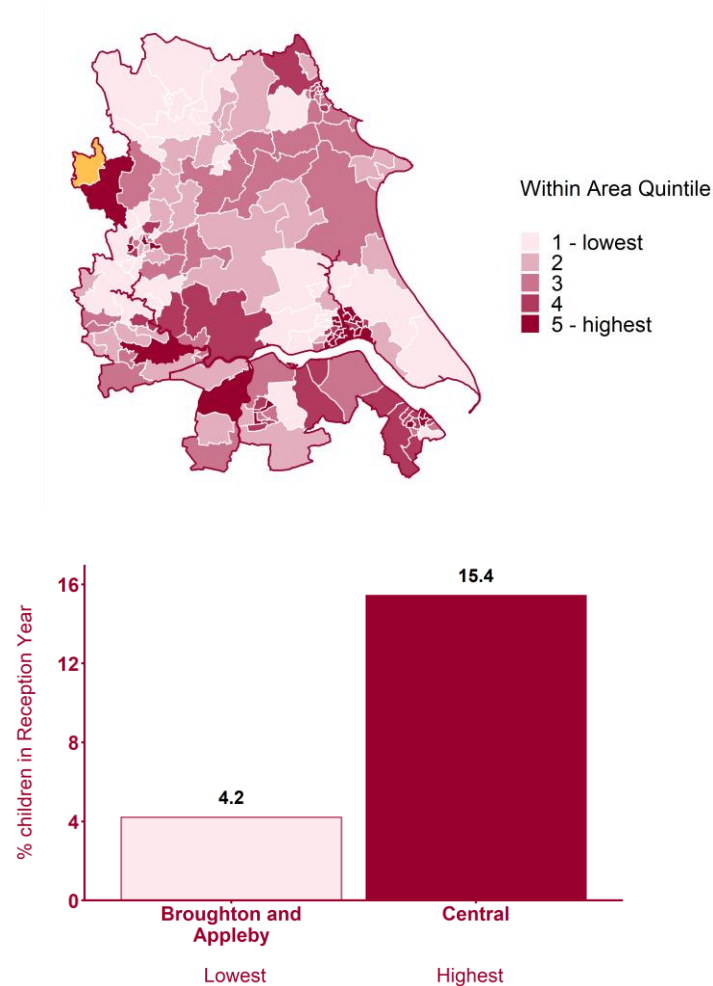 Within Area Quintile
1 - lowest
2
3
4
5 - highest
% children in Reception Year
16
12
8
4
0
4.2
15.4
Broughton and
Appleby
Central
Lowest
Highest